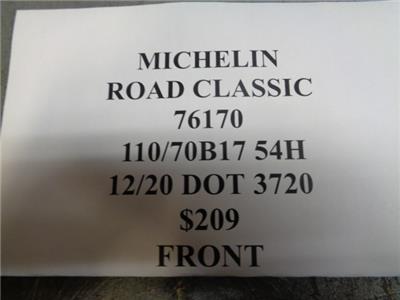 MICHELIN
ROAD CLASSIC
76170
110/70B17 54H
12/20 DOT 3720
$209
FRONT